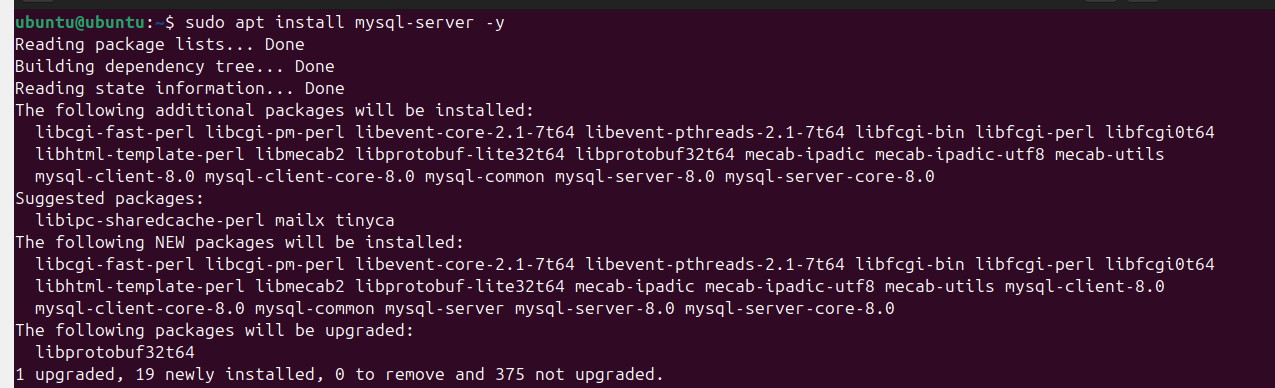 ubuntu@ubuntu:~$ sudo apt install mysql-server -y
Reading package lists... Done
Building dependency tree... Done
Reading state information... Done
The following additional packages will be installed:
  libcgi-fast-perl libcgi-pm-perl libevent-core-2.1-7t64 libevent-pthreads-2.1-7t64 libfcgi-bin libfcgi-perl libfcgi0t64
  libhtml-template-perl libmecab2 libprotobuf-lite32t64 libprotobuf32t64 mecab-ipadic mecab-ipadic-utf8 mecab-utils
  mysql-client-8.0 mysql-client-core-8.0 mysql-common mysql-server-8.0 mysql-server-core-8.0
Suggested packages:
  libipc-sharedcache-perl mailx tinyca
The following NEW packages will be installed:
  libcgi-fast-perl libcgi-pm-perl libevent-core-2.1-7t64 libevent-pthreads-2.1-7t64 libfcgi-bin libfcgi-perl libfcgi0t64
  libhtml-template-perl libmecab2 libprotobuf-lite32t64 mecab-ipadic mecab-ipadic-utf8 mecab-utils mysql-client-8.0
  mysql-client-core-8.0 mysql-common mysql-server mysql-server-8.0 mysql-server-core-8.0
The following packages will be upgraded:
  libprotobuf32t64
1 upgraded, 19 newly installed, 0 to remove and 375 not upgraded.